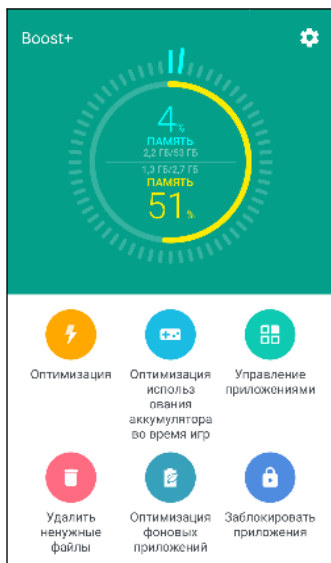 Boost+
4%
ПАМЯТЬ
2,2 ГБ/53 ГБ
1,3 ГБ/2,7 ГБ
ПАМЯТЬ
51%
Оптимизация
Оптимизация
использ
ования
аккумулятора
во время игр
Управление
приложениями
Удалить
ненужные
файлы
Оптимизация
фоновых
приложений
Заблокировать
приложения